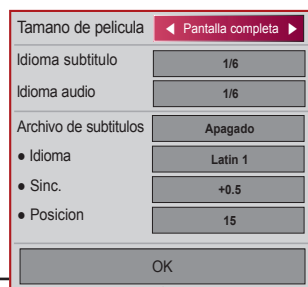 Tamano de pelicula ◀ Pantalla completa ▶
Idioma subtitulo 1/6
Idioma audio 1/6
Archivo de subtitulos Apagado
● Idioma Latin 1
● Sinc. +0.5
● Posicion 15
OK